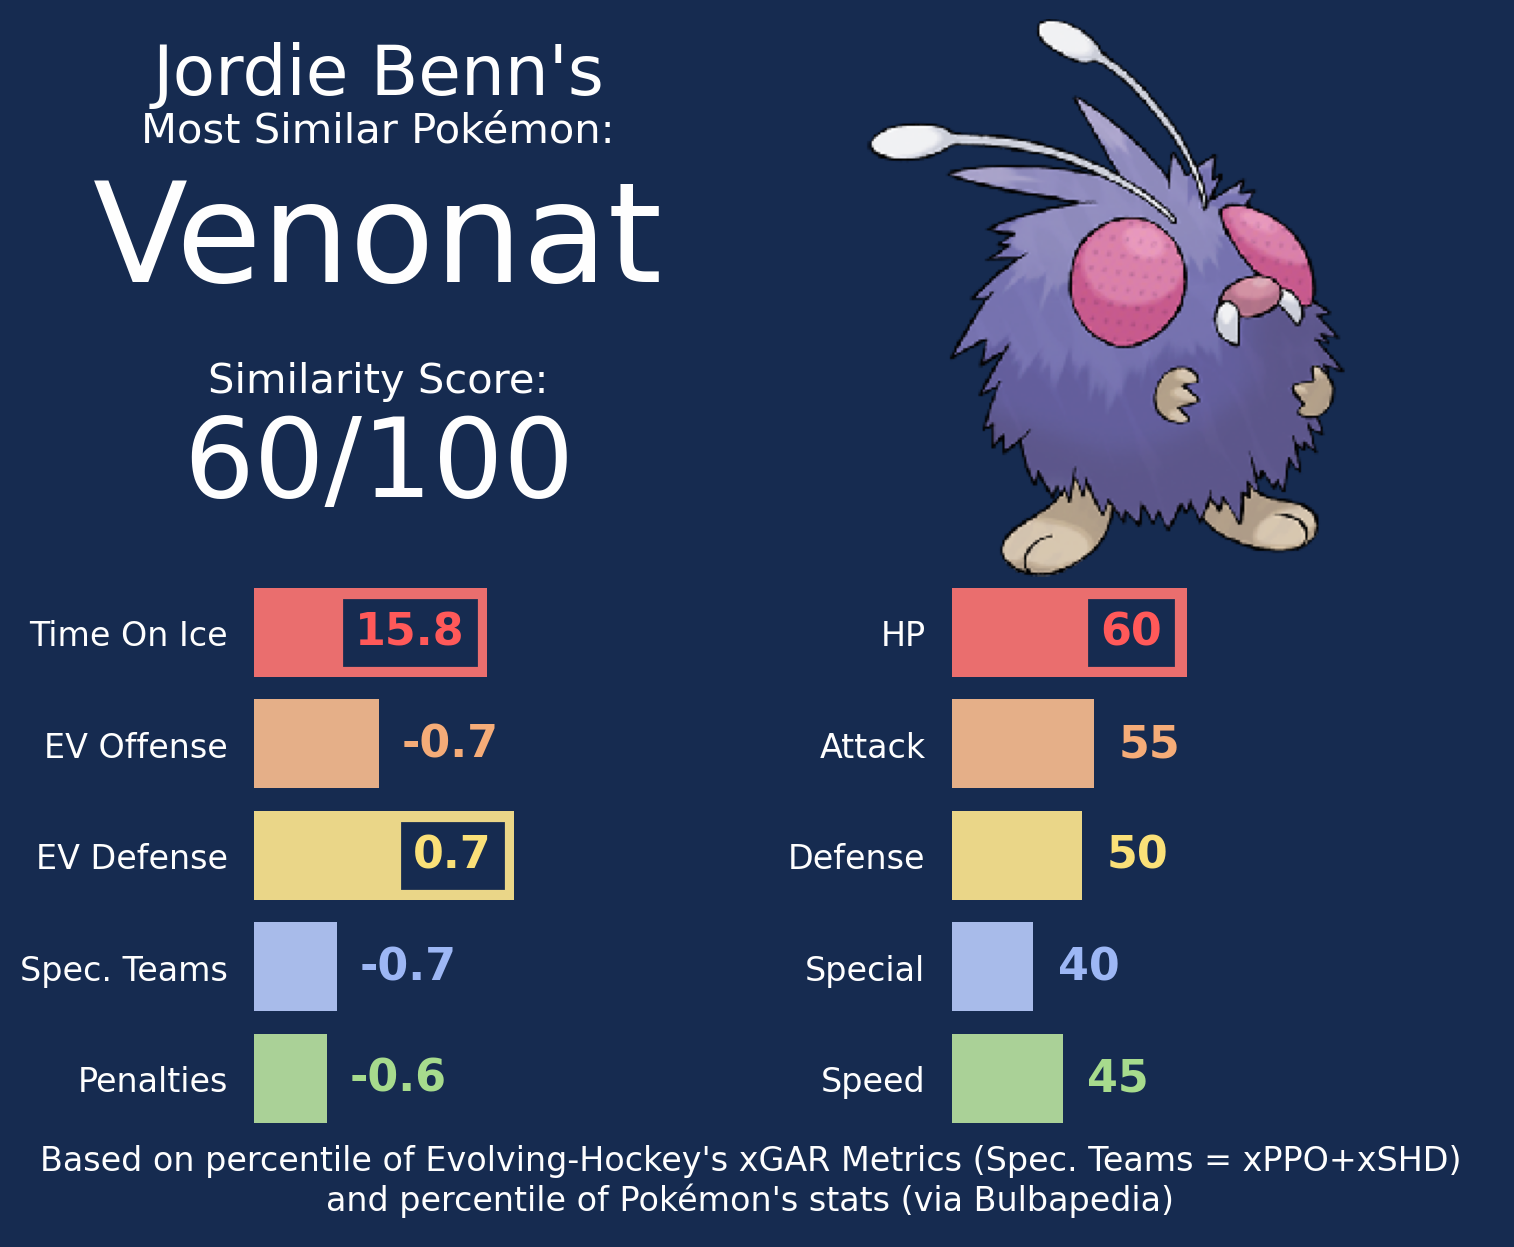 Jordie Benn's
Most Similar Pokémon:
Venonat
Similarity Score:
60/100
Time On Ice 15.8
EV Offense -0.7
EV Defense 0.7
Spec. Teams -0.7
Penalties -0.6
HP 60
Attack 55
Defense 50
Special 40
Speed 45
Based on percentile of Evolving-Hockey's xGAR Metrics (Spec. Teams = xPPO+xSHD)
and percentile of Pokémon's stats (via Bulbapedia)